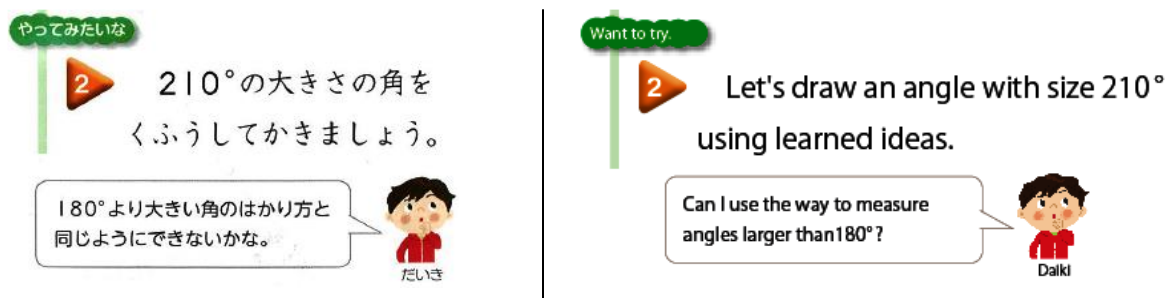 やってみたいな
2
210°の大きさの角を
くふうしてかきましょう。
180°より大きい角のはかり方と
同じようにできないかな。
だいき
Want to try.
2
Let's draw an angle with size 210°
using learned ideas.
Can I use the way to measure
angles larger than180°?
Daiki